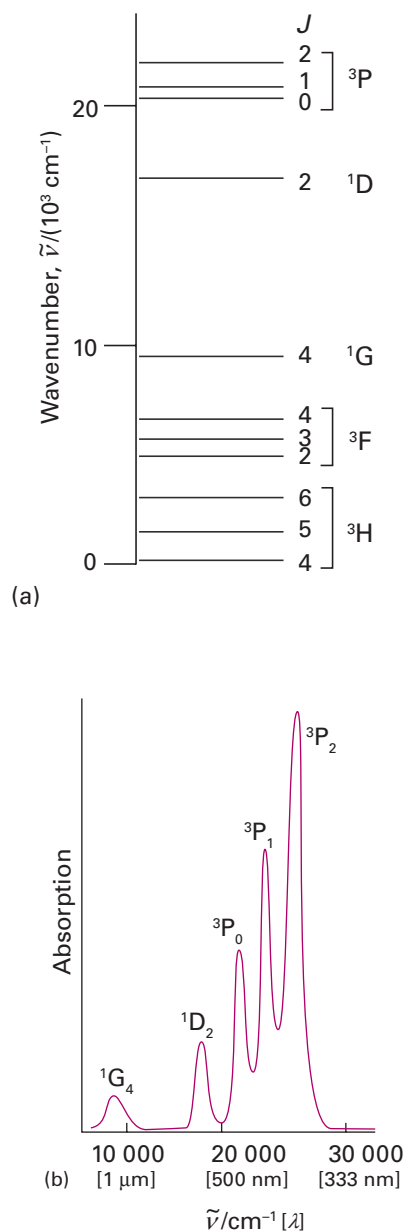 J
2
1
0
³P
20
2 ¹D
Wavenumber, ν̃/(10³ cm⁻¹)
10
4 ¹G
4
3
2
³F
6
5
4
³H
0
(a)
³P₂
³P₁
³P₀
¹D₂
¹G₄
Absorption
10 000 20 000 30 000
(b) [1 μm] [500 nm] [333 nm]
ν̃/cm⁻¹ [λ]